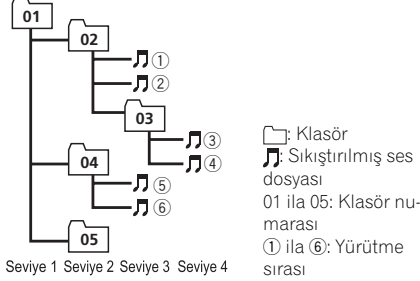 01
02
①
②
03
③
④
04
⑤
⑥
05
Seviye 1 Seviye 2 Seviye 3 Seviye 4
: Klasör
: Sıkıştırılmış ses
dosyası
01 ila 05: Klasör nu-
marası
① ila ⑥: Yürütme
sırası